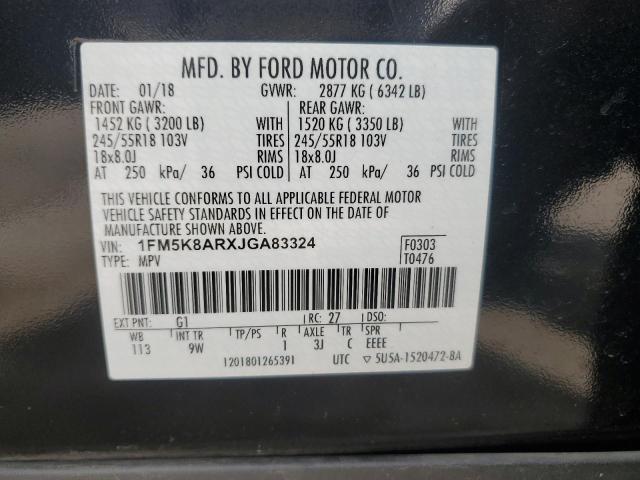 MFD. BY FORD MOTOR CO.
DATE: 01/18 GVWR: 2877 KG ( 6342 LB)
FRONT GAWR: REAR GAWR:
1452 KG ( 3200 LB) WITH 1520 KG ( 3350 LB) WITH
245/55R18 103V TIRES 245/55R18 103V TIRES
18x8.0J RIMS 18x8.0J RIMS
AT 250 kPa/ 36 PSI COLD AT 250 kPa/ 36 PSI COLD
THIS VEHICLE CONFORMS TO ALL APPLICABLE FEDERAL MOTOR
VEHICLE SAFETY STANDARDS IN EFFECT ON THE DATE OF
MANUFACTURE SHOWN ABOVE.
VIN: 1FM5K8ARXJGA83324 F0303
TYPE: MPV T0476
EXT PNT: G1 RC: 27 DSO:
WB INT TR TP/PS R AXLE TR SPR
113 9W 1 3J C EEEE
1201801265391 UTC ▽ 5U5A-1520472-8A